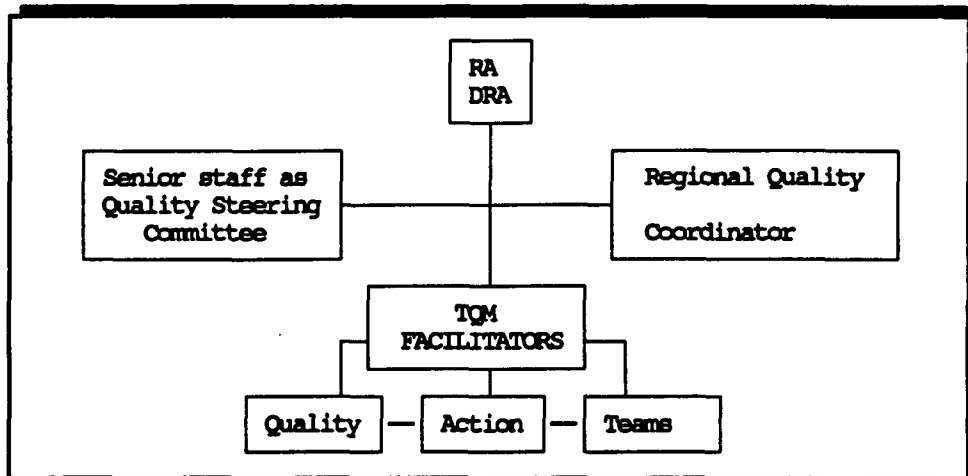 RA
DRA
Senior staff as
Quality Steering
Committee
Regional Quality
Coordinator
TQM
FACILITATORS
Quality — Action — Teams